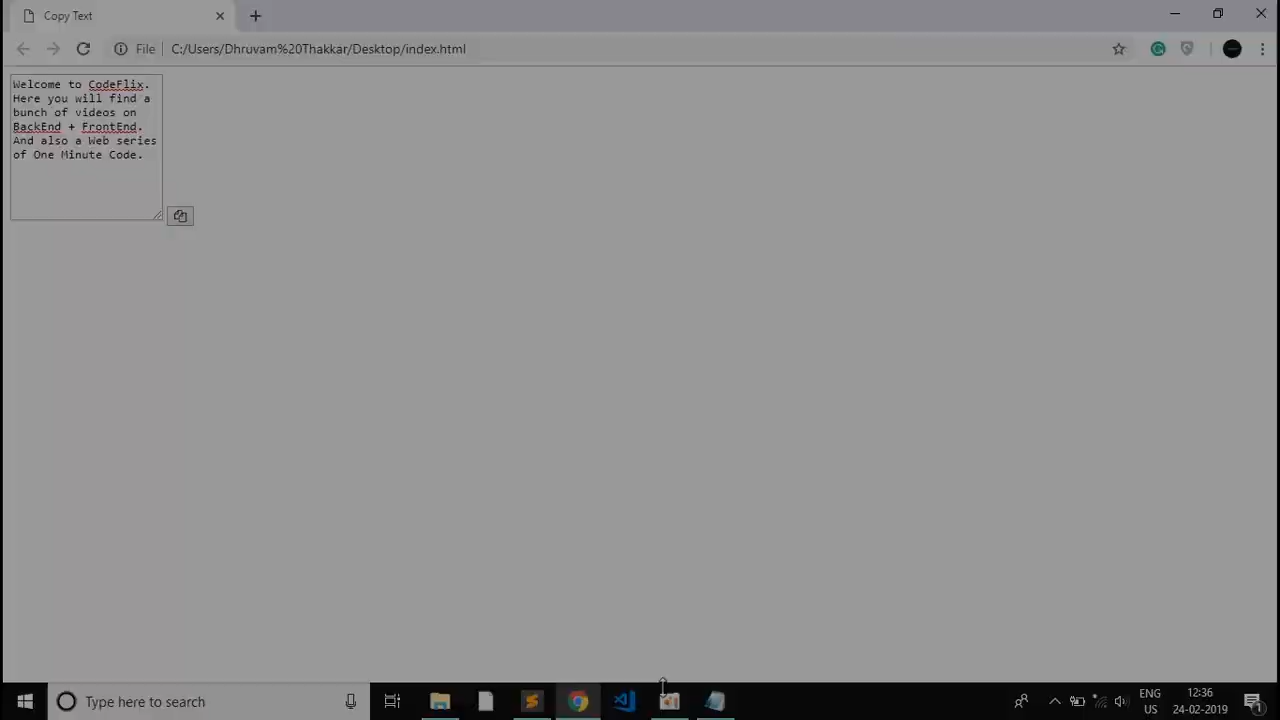 Copy Text
File
C:/Users/Dhruvam%20Thakkar/Desktop/index.html
Welcome to CodeFlix.
Here you will find a
bunch of videos on
BackEnd + FrontEnd.
And also a Web series
of One Minute Code.
Type here to search
ENG
US
12:36
24-02-2019
1